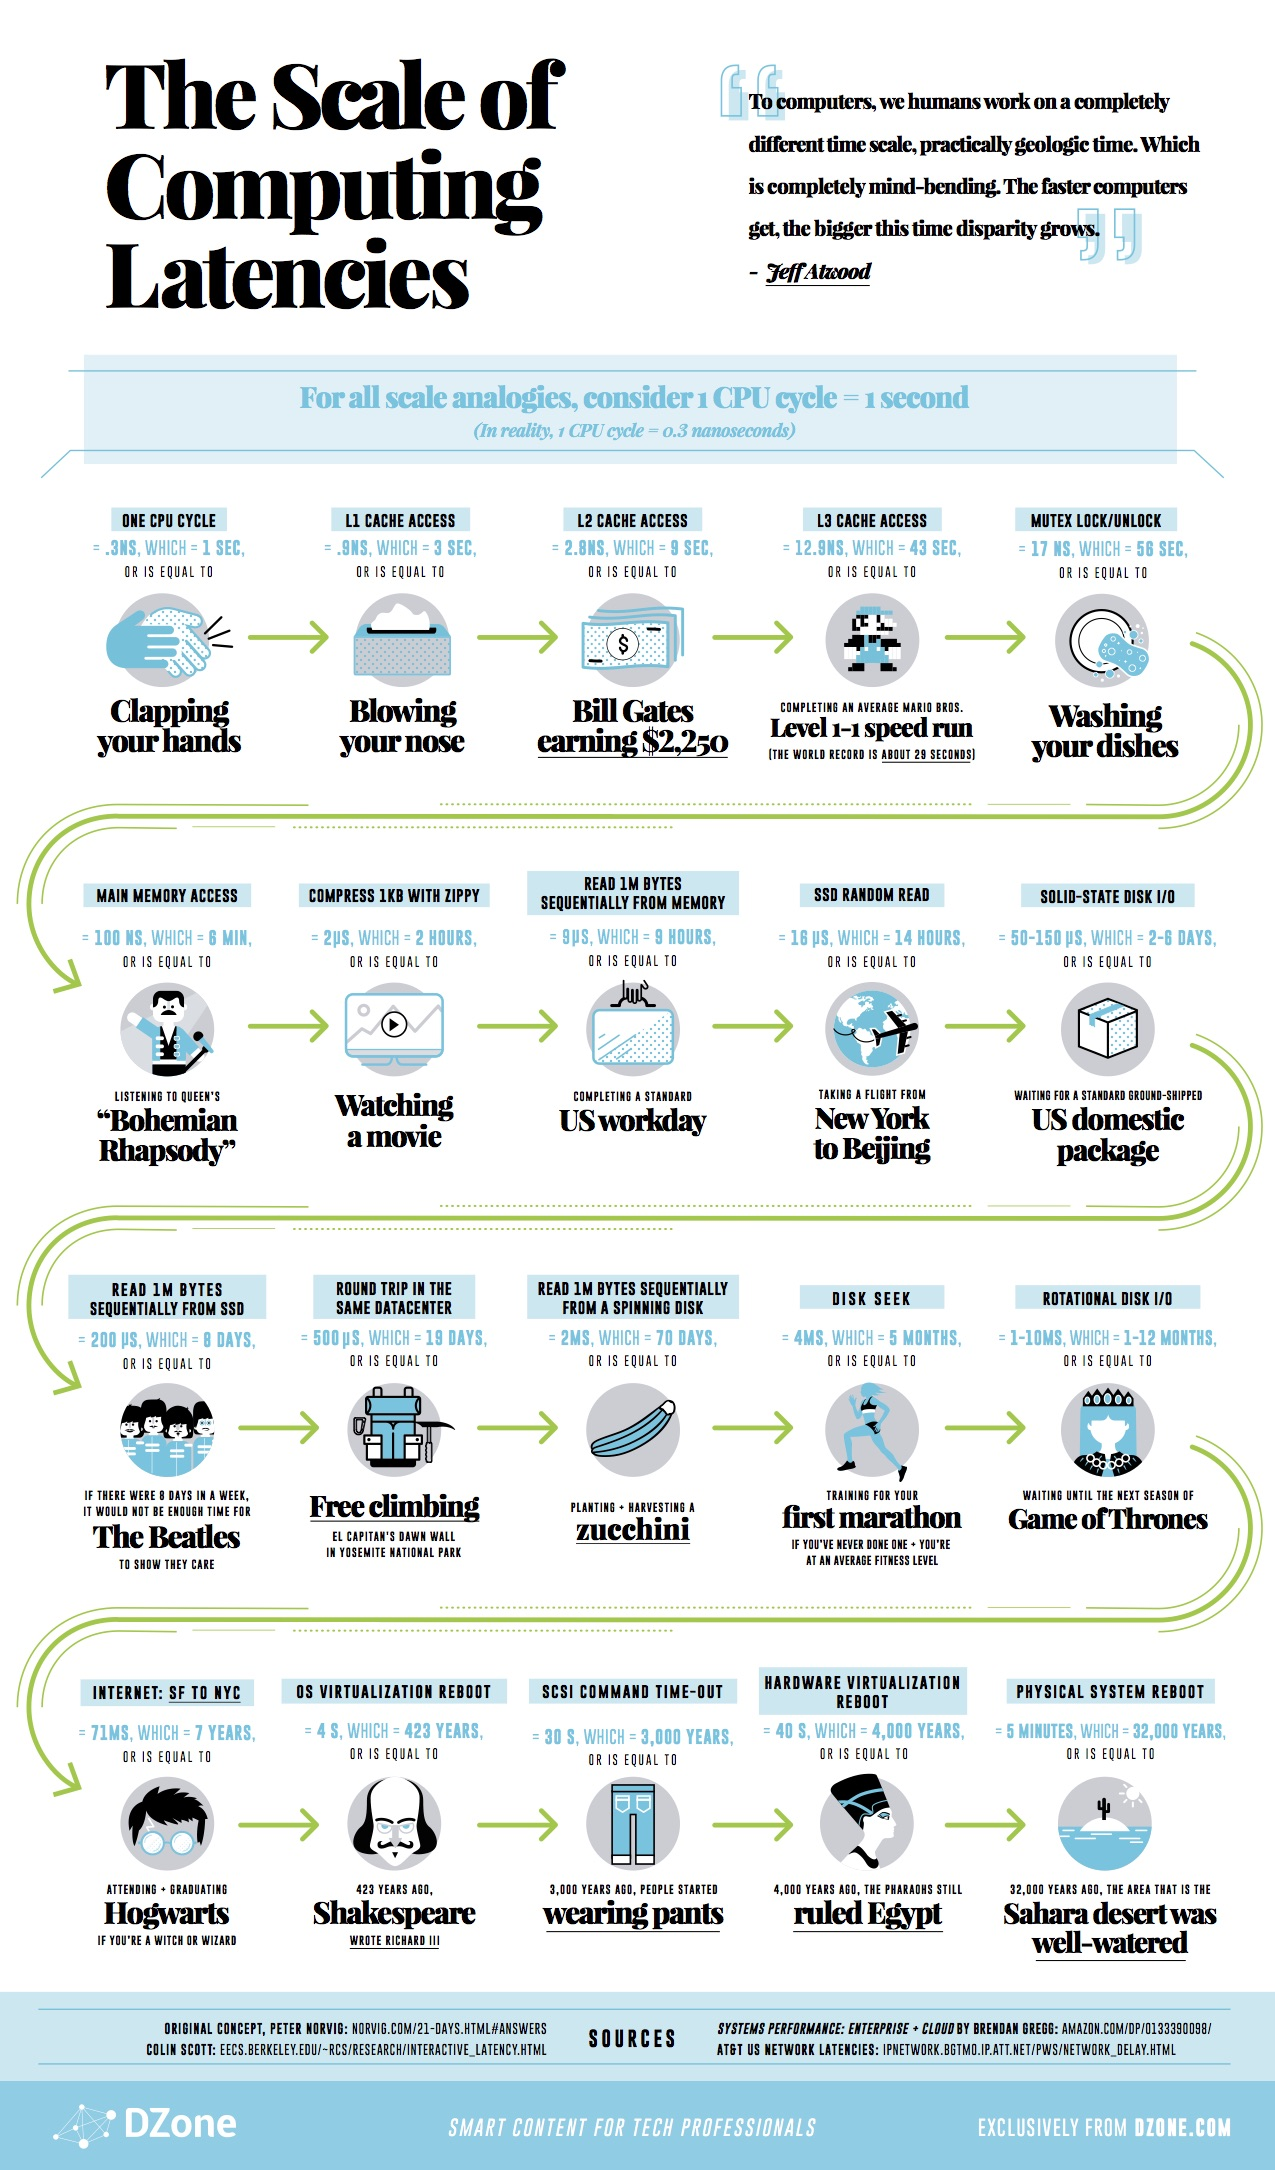 The Scale of
Computing
Latencies
“To computers, we humans work on a completely
different time scale, practically geologic time. Which
is completely mind-bending. The faster computers
get, the bigger this time disparity grows.”
- Jeff Atwood
For all scale analogies, consider 1 CPU cycle = 1 second
(In reality, 1 CPU cycle = 0.3 nanoseconds)
ONE CPU CYCLE
= .3NS, WHICH = 1 SEC,
OR IS EQUAL TO
Clapping
your hands
L1 CACHE ACCESS
= .9NS, WHICH = 3 SEC,
OR IS EQUAL TO
Blowing
your nose
L2 CACHE ACCESS
= 2.8NS, WHICH = 9 SEC,
OR IS EQUAL TO
$
Bill Gates
earning $2,250
L3 CACHE ACCESS
= 12.9NS, WHICH = 43 SEC,
OR IS EQUAL TO
COMPLETING AN AVERAGE MARIO BROS.
Level 1-1 speed run
(THE WORLD RECORD IS ABOUT 29 SECONDS)
MUTEX LOCK/UNLOCK
= 17 NS, WHICH = 56 SEC,
OR IS EQUAL TO
Washing
your dishes
MAIN MEMORY ACCESS
= 100 NS, WHICH = 6 MIN,
OR IS EQUAL TO
LISTENING TO QUEEN'S
“Bohemian
Rhapsody”
COMPRESS 1KB WITH ZIPPY
= 2µS, WHICH = 2 HOURS,
OR IS EQUAL TO
Watching
a movie
READ 1M BYTES
SEQUENTIALLY FROM MEMORY
= 9µS, WHICH = 9 HOURS,
OR IS EQUAL TO
COMPLETING A STANDARD
US workday
SSD RANDOM READ
= 16 µS, WHICH = 14 HOURS,
OR IS EQUAL TO
TAKING A FLIGHT FROM
New York
to Beijing
SOLID-STATE DISK I/O
= 50-150 µS, WHICH = 2-6 DAYS,
OR IS EQUAL TO
WAITING FOR A STANDARD GROUND-SHIPPED
US domestic
package
READ 1M BYTES
SEQUENTIALLY FROM SSD
= 200 µS, WHICH = 8 DAYS,
OR IS EQUAL TO
IF THERE WERE 8 DAYS IN A WEEK,
IT WOULD NOT BE ENOUGH TIME FOR
The Beatles
TO SHOW THEY CARE
ROUND TRIP IN THE
SAME DATACENTER
= 500 µS, WHICH = 19 DAYS,
OR IS EQUAL TO
Free climbing
EL CAPITAN'S DAWN WALL
IN YOSEMITE NATIONAL PARK
READ 1M BYTES SEQUENTIALLY
FROM A SPINNING DISK
= 2MS, WHICH = 70 DAYS,
OR IS EQUAL TO
PLANTING + HARVESTING A
zucchini
DISK SEEK
= 4MS, WHICH = 5 MONTHS,
OR IS EQUAL TO
TRAINING FOR YOUR
first marathon
IF YOU'VE NEVER DONE ONE + YOU'RE
AT AN AVERAGE FITNESS LEVEL
ROTATIONAL DISK I/O
= 1-10MS, WHICH = 1-12 MONTHS,
OR IS EQUAL TO
WAITING UNTIL THE NEXT SEASON OF
Game of Thrones
INTERNET: SF TO NYC
= 71MS, WHICH = 7 YEARS,
OR IS EQUAL TO
ATTENDING + GRADUATING
Hogwarts
IF YOU'RE A WITCH OR WIZARD
OS VIRTUALIZATION REBOOT
= 4 S, WHICH = 423 YEARS,
OR IS EQUAL TO
423 YEARS AGO,
Shakespeare
WROTE RICHARD III
SCSI COMMAND TIME-OUT
= 30 S, WHICH = 3,000 YEARS,
OR IS EQUAL TO
3,000 YEARS AGO, PEOPLE STARTED
wearing pants
HARDWARE VIRTUALIZATION
REBOOT
= 40 S, WHICH = 4,000 YEARS,
OR IS EQUAL TO
4,000 YEARS AGO, THE PHARAOHS STILL
ruled Egypt
PHYSICAL SYSTEM REBOOT
= 5 MINUTES, WHICH = 32,000 YEARS,
OR IS EQUAL TO
32,000 YEARS AGO, THE AREA THAT IS THE
Sahara desert was
well-watered
ORIGINAL CONCEPT, PETER NORVIG: NORVIG.COM/21-DAYS.HTML#ANSWERS
COLIN SCOTT: EECS.BERKELEY.EDU/~RCS/RESEARCH/INTERACTIVE_LATENCY.HTML
SOURCES
SYSTEMS PERFORMANCE: ENTERPRISE + CLOUD BY BRENDAN GREGG: AMAZON.COM/DP/0133390098/
AT&T US NETWORK LATENCIES: IPNETWORK.BGTMO.IP.ATT.NET/PWS/NETWORK_DELAY.HTML
DZone
SMART CONTENT FOR TECH PROFESSIONALS
EXCLUSIVELY FROM DZONE.COM